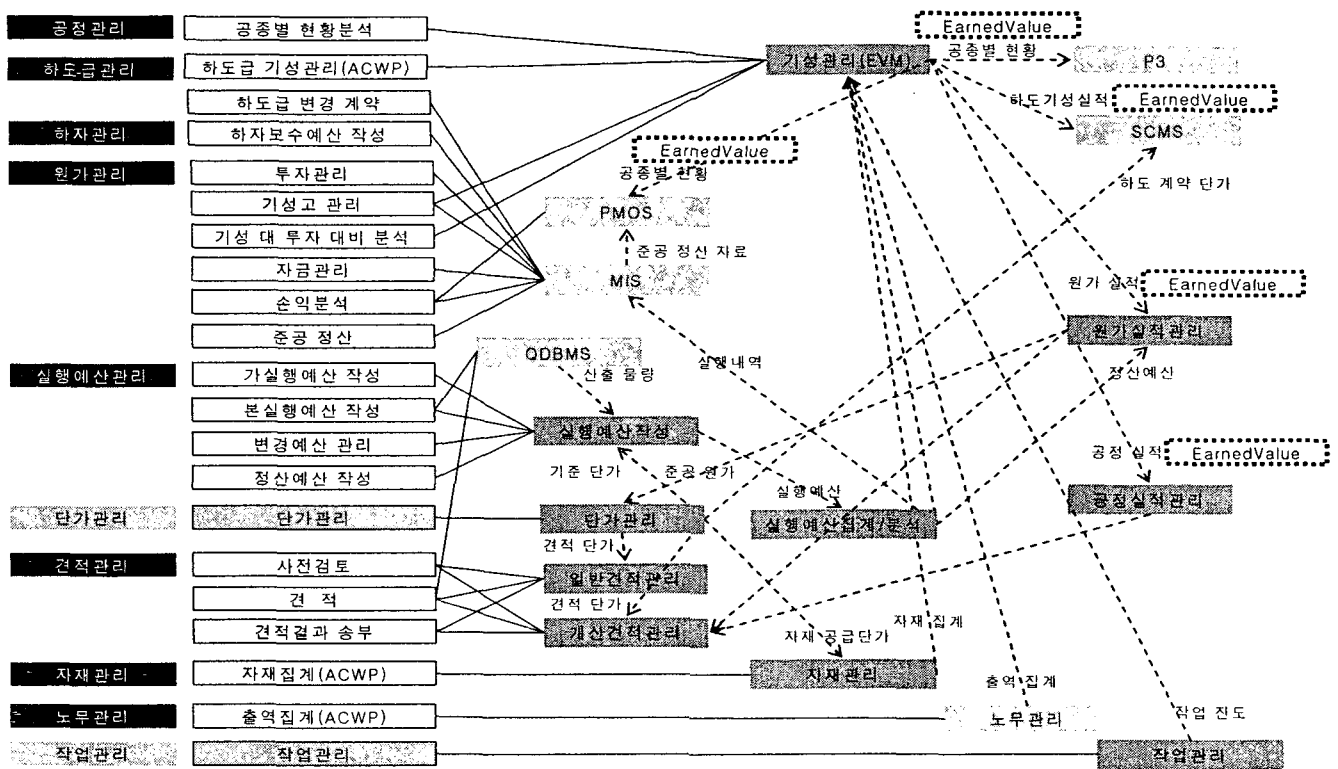 공정관리
공종별 현황분석
하도급관리
하도급 기성관리(ACWP)
하도급 변경 계약
하자관리
하자보수예산 작성
원가관리
투자관리
기성고 관리
기성 대 투자 대비 분석
자금관리
손익분석
준공 정산
실행예산관리
가실행예산 작성
본실행예산 작성
변경예산 관리
정산예산 작성
단가관리
단가관리
견적관리
사전검토
견 적
견적결과 송부
자재관리
자재집계(ACWP)
노무관리
출역집계(ACWP)
작업관리
작업관리
기성관리(EVM)
EarnedValue
공종별 현황
P3
하도기성실적
EarnedValue
SCMS
EarnedValue
공종별 현황
PMOS
준공 정산 자료
MIS
하도 계약 단가
원가 실적
EarnedValue
원가실적관리
정산예산
QDBMS
산출 물량
실행내역
실행예산작성
기준 단가
준공 원가
실행예산
공정 실적
EarnedValue
공정실적관리
단가관리
실행예산집계/분석
견적 단가
일반견적관리
견적 단가
개산견적관리
자재 공급단가
자재 집계
자재관리
출역 집계
노무관리
작업 진도
작업관리